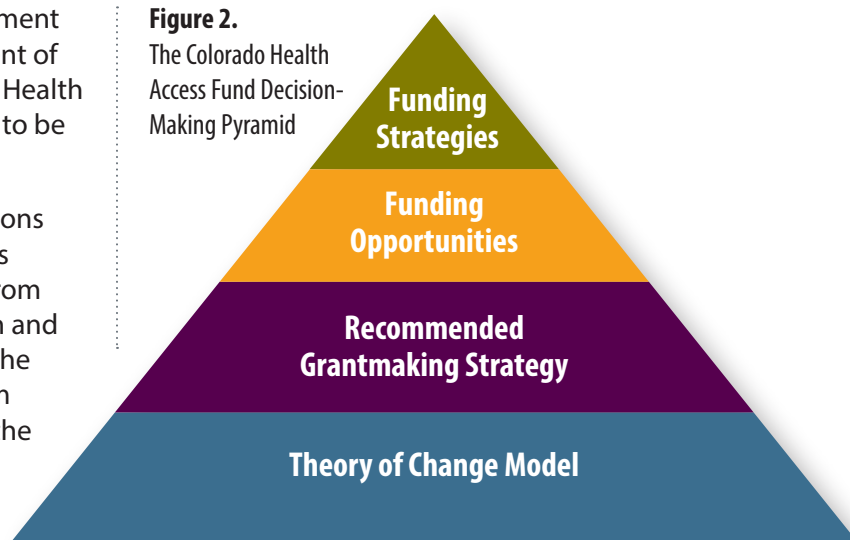 ment
nt of
Health
to be
ons
s
rom
n and
he
n
he
Figure 2.
The Colorado Health
Access Fund Decision-
Making Pyramid
Funding
Strategies
Funding
Opportunities
Recommended
Grantmaking Strategy
Theory of Change Model